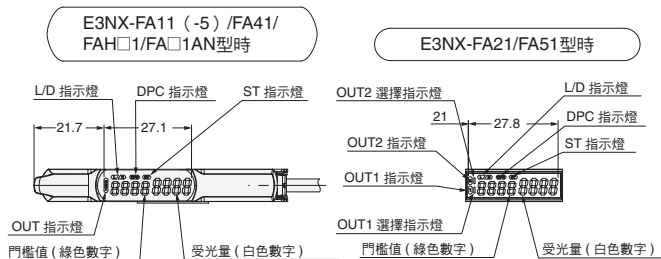 E3NX-FA11（-5）/FA41/
FAH□1/FA□1AN型時
L/D 指示燈
DPC 指示燈
ST 指示燈
21.7
27.1
OUT 指示燈
門檻值 ( 綠色數字 )
受光量 ( 白色數字 )
E3NX-FA21/FA51型時
OUT2 選擇指示燈
L/D 指示燈
21
27.8
DPC 指示燈
OUT2 指示燈
ST 指示燈
OUT1 指示燈
OUT1 選擇指示燈
門檻值 ( 綠色數字 )
受光量 ( 白色數字 )